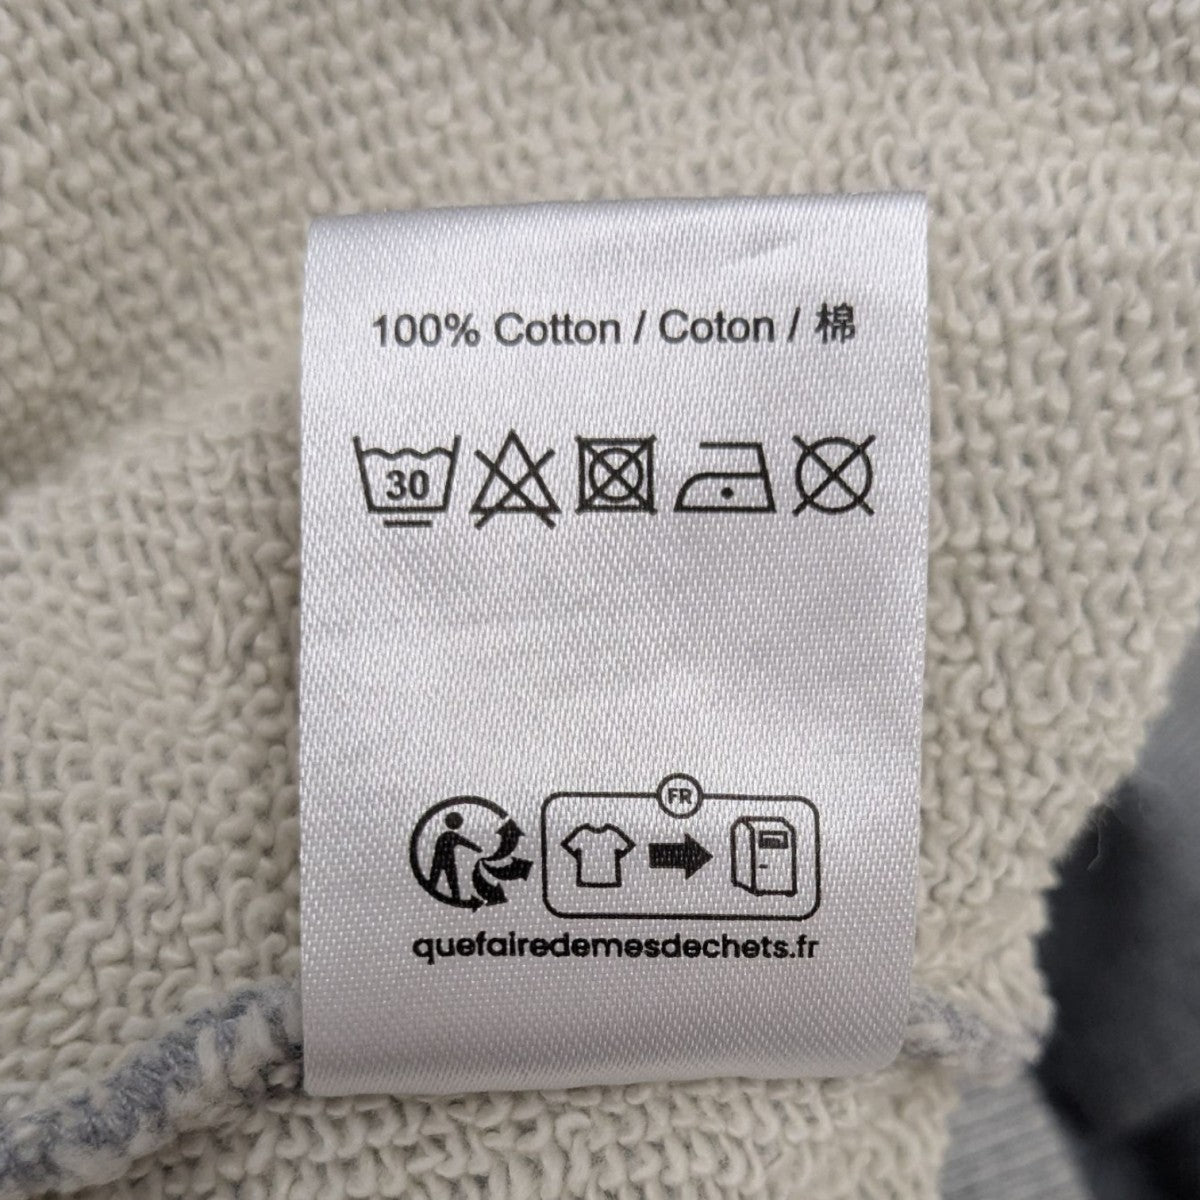 100% Cotton / Coton / 棉
30
FR
quefairedemesdechets.fr